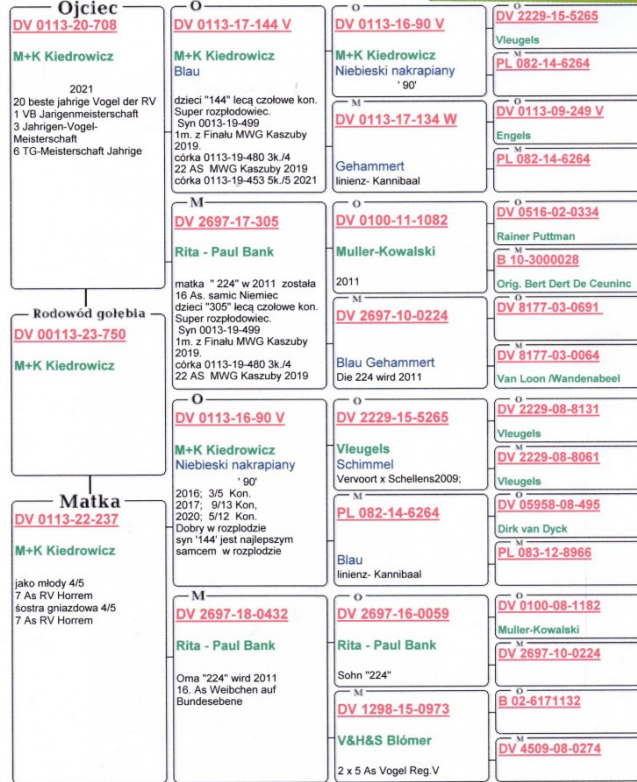 Ojciec
DV 0113-20-708
M+K Kiedrowicz
2021
20 beste jahrige Vogel der RV
1 VB Jarigenmeisterschaft
3 Jahrigen-Vogel-
Meisterschaft
6 TG-Meisterschaft Jahrige
Rodowód gołębia
DV 00113-23-750
M+K Kiedrowicz
Matka
DV 0113-22-237
M+K Kiedrowicz
jako młody 4/5
7 As RV Horrem
śostra gniazdowa 4/5
7 As RV Horrem
O
DV 0113-17-144 V
M+K Kiedrowicz
Blau
dzieci "144" lecą czołowe kon.
Super rozpłodowiec.
Syn 0013-19-499
1m. z Finału MWG Kaszuby
2019.
córka 0113-19-480 3k./4
22 AS MWG Kaszuby 2019
córka 0113-19-453 5k./5 2021
M
DV 2697-17-305
Rita - Paul Bank
matka " 224" w 2011 została
16 As. samic Niemiec
dzieci "305" lecą czołowe kon.
Super rozpłodowiec.
Syn 0013-19-499
1m. z Finału MWG Kaszuby
2019.
córka 0113-19-480 3k./4
22 AS MWG Kaszuby 2019
O
DV 0113-16-90 V
M+K Kiedrowicz
Niebieski nakrapiany
' 90'
2016; 3/5 Kon.
2017; 9/13 Kon,
2020; 5/12 Kon.
Dobry w rozpłodzie
syn '144' jest najlepszym
samcem w rozpłodzie
M
DV 2697-18-0432
Rita - Paul Bank
Oma "224" wird 2011
16. As Weibchen auf
Bundesebene
O
DV 0113-16-90 V
M+K Kiedrowicz
Niebieski nakrapiany
' 90'
M
DV 0113-17-134 W
Gehammert
linienz- Kannibaal
O
DV 0100-11-1082
Muller-Kowalski
2011
M
DV 2697-10-0224
Blau Gehammert
Die 224 wird 2011
O
DV 2229-15-5265
Vleugels
Schimmel
Vervoort x Schellens2009;
M
PL 082-14-6264
Blau
linienz- Kannibaal
O
DV 2697-16-0059
Rita - Paul Bank
Sohn "224"
M
DV 1298-15-0973
V&H&S Blómer
2 x 5 As Vogel Reg.V
O
DV 2229-15-5265
Vleugels
M
PL 082-14-6264
O
DV 0113-09-249 V
Engels
M
PL 082-14-6264
O
DV 0516-02-0334
Rainer Puttman
M
B 10-3000028
Orig. Bert Dert De Ceuninc
O
DV 8177-03-0691
M
DV 8177-03-0064
Van Loon /Wandenabeel
O
DV 2229-08-8131
Vleugels
M
DV 2229-08-8061
Vleugels
O
DV 05958-08-495
Dirk van Dyck
M
PL 083-12-8966
O
DV 0100-08-1182
Muller-Kowalski
M
DV 2697-10-0224
O
B 02-6171132
M
DV 4509-08-0274